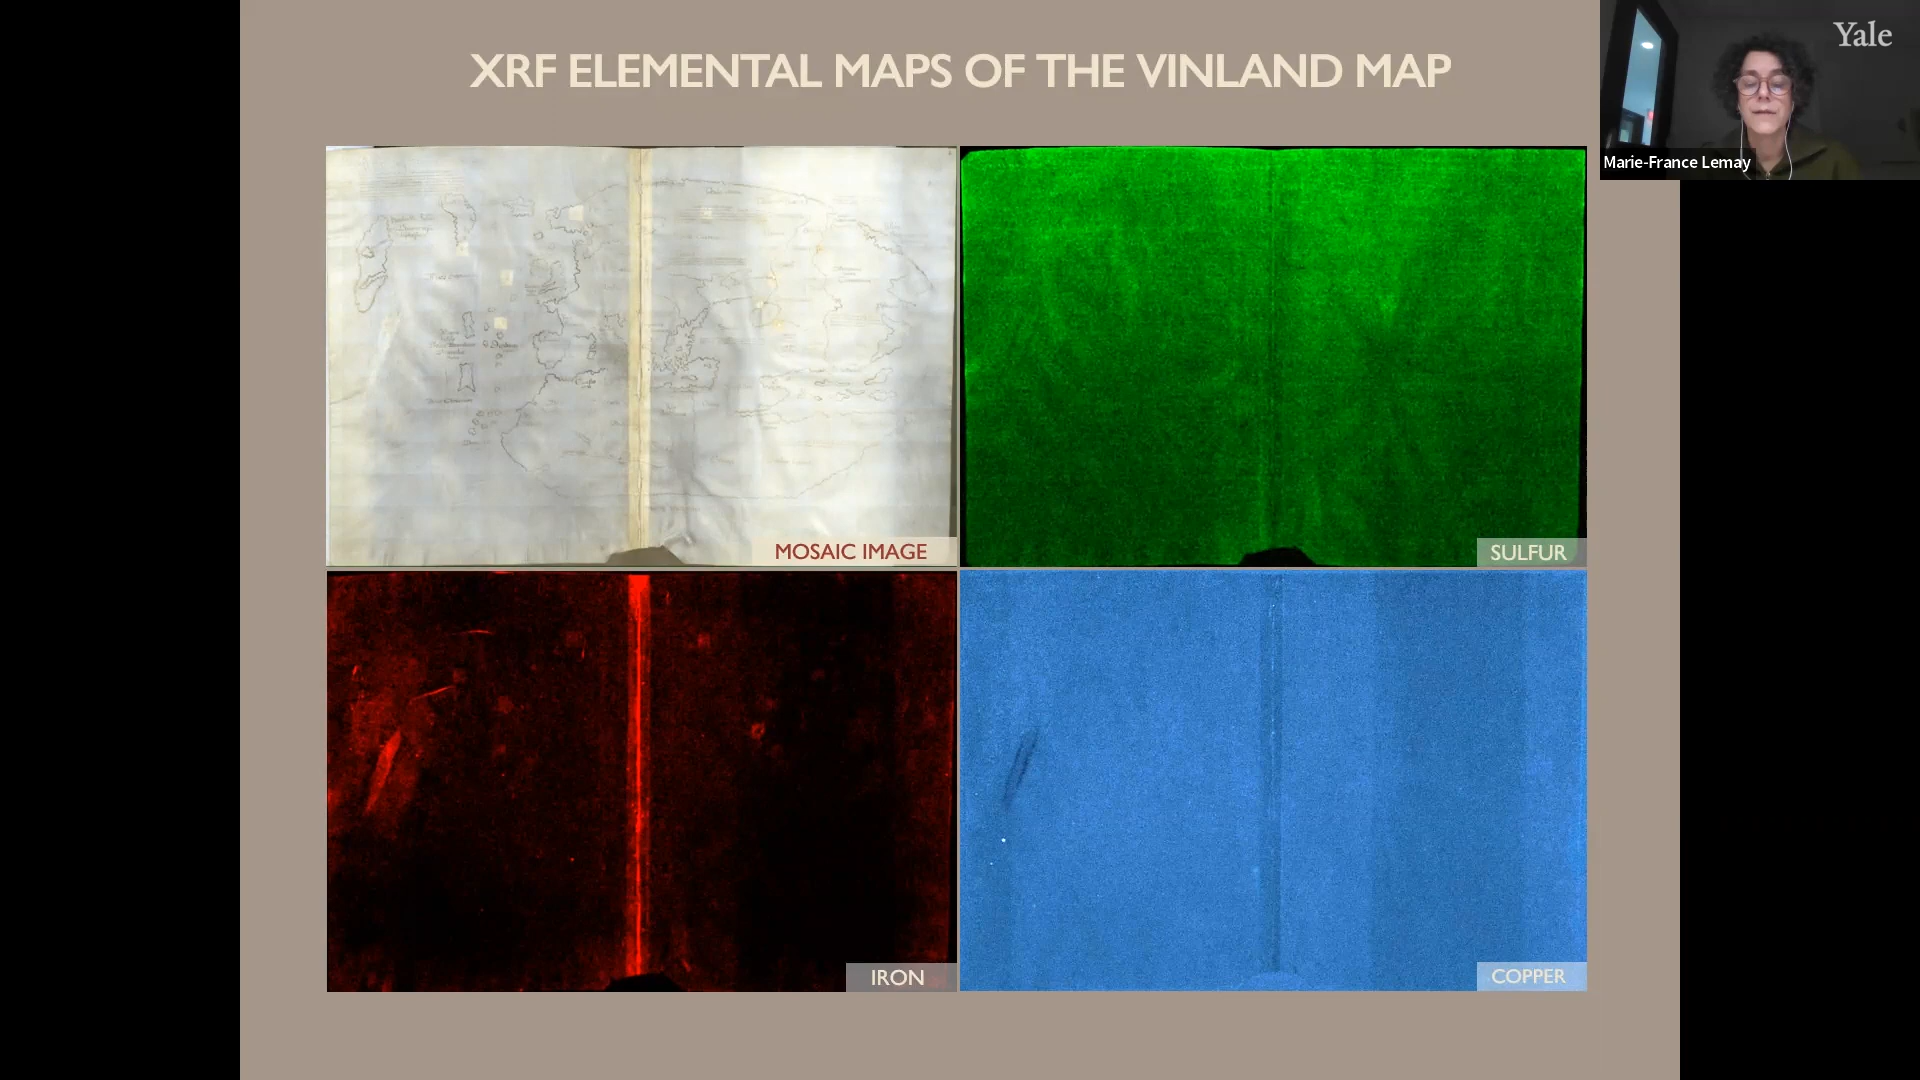 XRF ELEMENTAL MAPS OF THE VINLAND MAP
Yale
Marie-France Lemay
MOSAIC IMAGE
SULFUR
IRON
COPPER